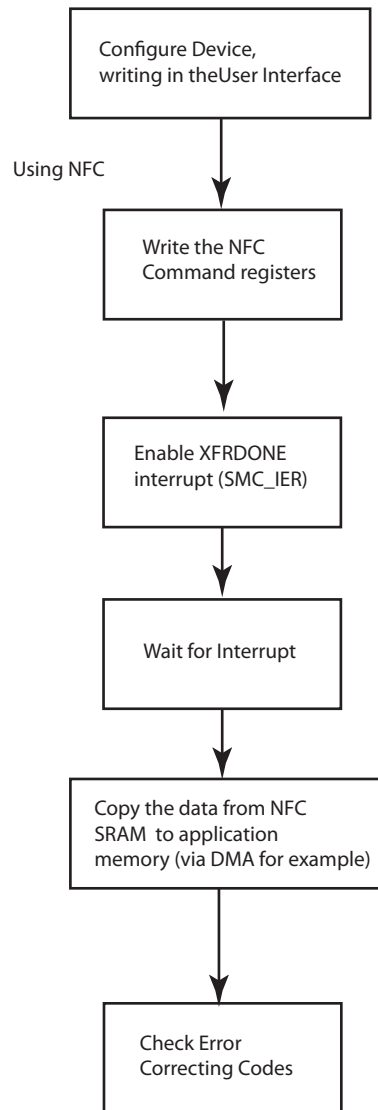 Configure Device,
writing in theUser Interface
Using NFC
Write the NFC
Command registers
Enable XFRDONE
interrupt (SMC_IER)
Wait for Interrupt
Copy the data from NFC
SRAM  to application
memory (via DMA for example)
Check Error
Correcting Codes